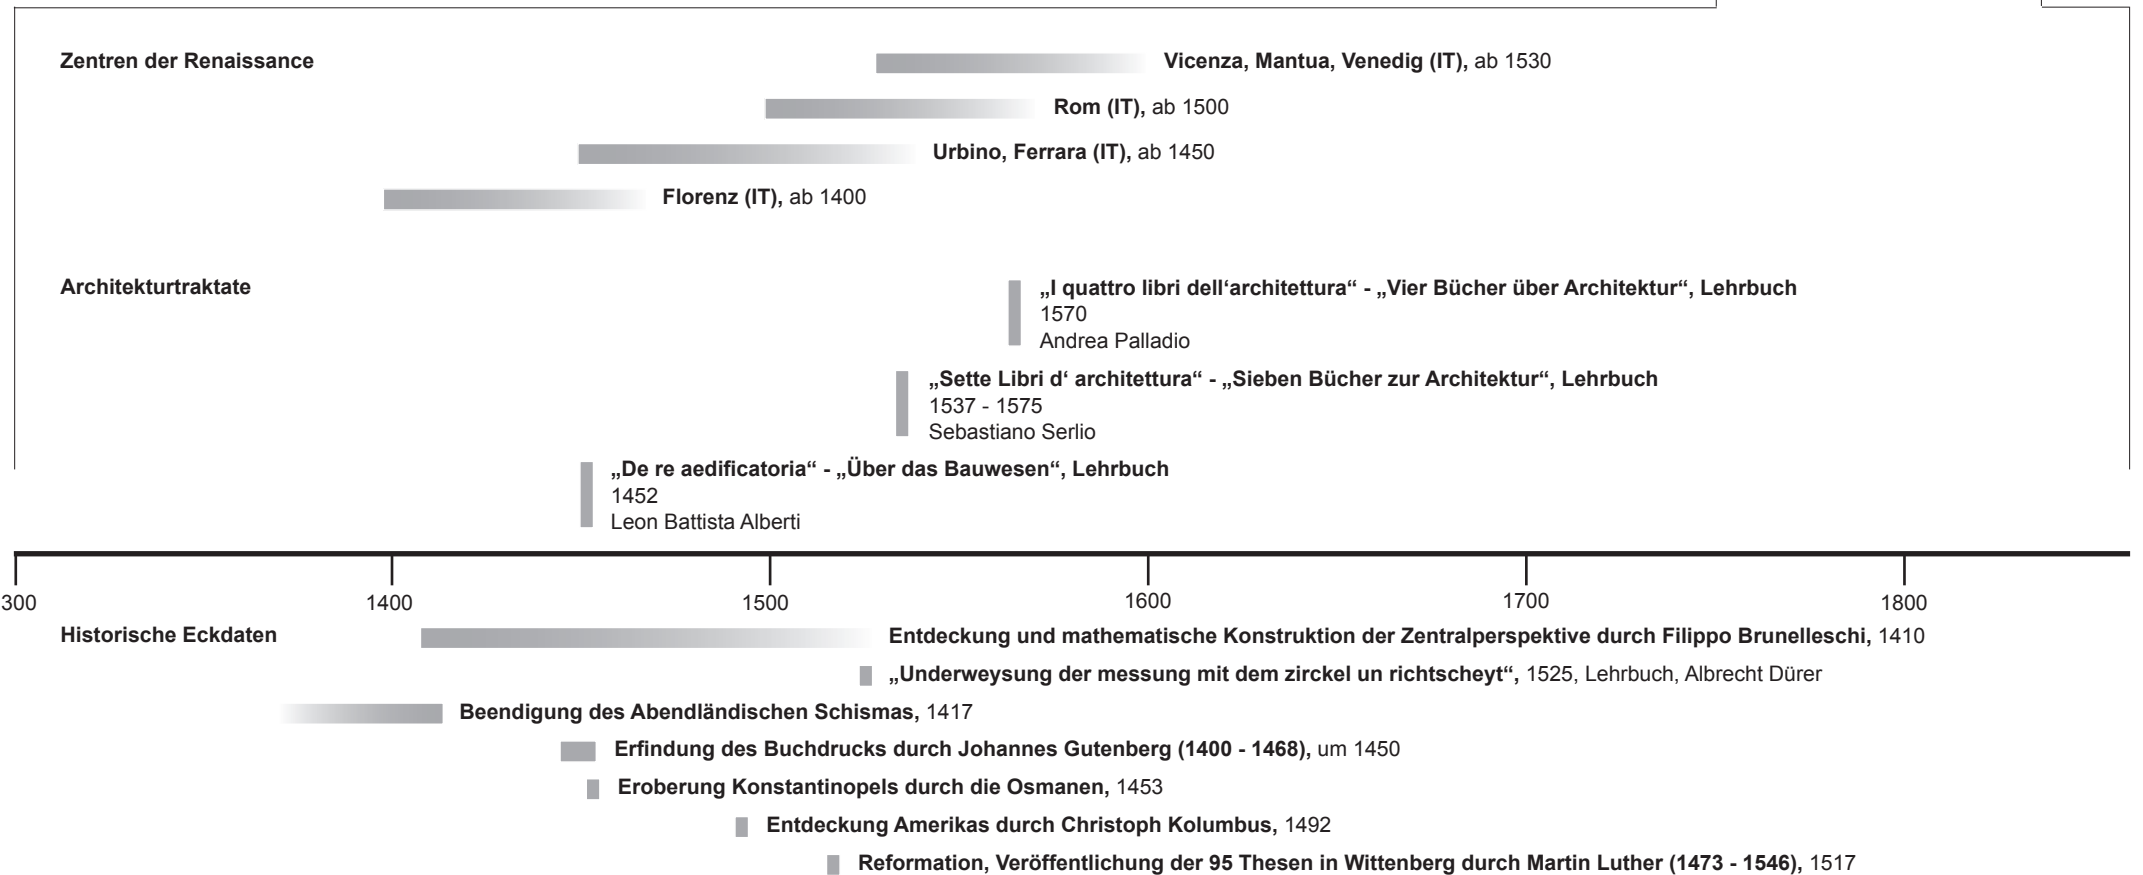 Zentren der Renaissance
Vicenza, Mantua, Venedig (IT), ab 1530
Rom (IT), ab 1500
Urbino, Ferrara (IT), ab 1450
Florenz (IT), ab 1400
Architekturtraktate
„I quattro libri dell‘architettura“ - „Vier Bücher über Architektur“, Lehrbuch
1570
Andrea Palladio
„Sette Libri d‘ architettura“ - „Sieben Bücher zur Architektur“, Lehrbuch
1537 - 1575
Sebastiano Serlio
„De re aedificatoria“ - „Über das Bauwesen“, Lehrbuch
1452
Leon Battista Alberti
300 1400 1500 1600 1700 1800
Historische Eckdaten
Entdeckung und mathematische Konstruktion der Zentralperspektive durch Filippo Brunelleschi, 1410
„Underweysung der messung mit dem zirckel un richtscheyt“, 1525, Lehrbuch, Albrecht Dürer
Beendigung des Abendländischen Schismas, 1417
Erfindung des Buchdrucks durch Johannes Gutenberg (1400 - 1468), um 1450
Eroberung Konstantinopels durch die Osmanen, 1453
Entdeckung Amerikas durch Christoph Kolumbus, 1492
Reformation, Veröffentlichung der 95 Thesen in Wittenberg durch Martin Luther (1473 - 1546), 1517